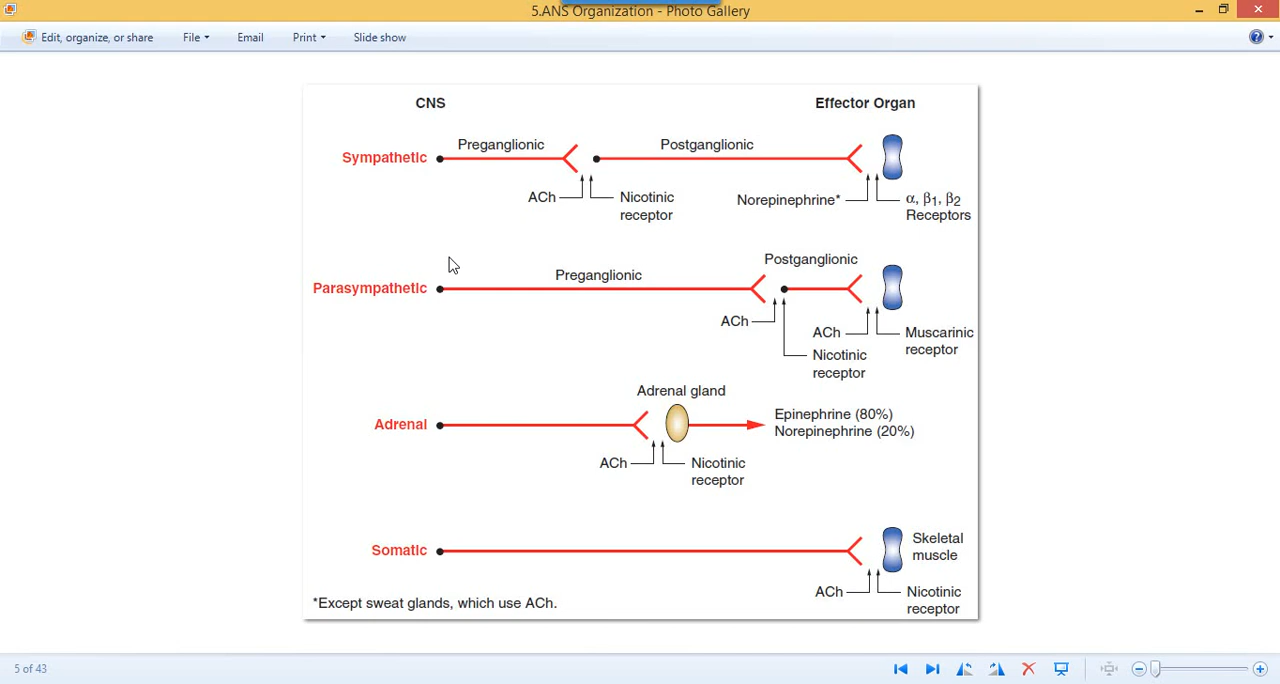 5.ANS Organization - Photo Gallery
Edit, organize, or share File Email Print Slide show
CNS Effector Organ
Preganglionic Postganglionic
Sympathetic
ACh Nicotinic receptor Norepinephrine* α, β1, β2 Receptors
Postganglionic
Preganglionic
Parasympathetic
ACh ACh Muscarinic receptor
Nicotinic receptor
Adrenal gland
Adrenal Epinephrine (80%)
Norepinephrine (20%)
ACh Nicotinic receptor
Somatic Skeletal muscle
ACh Nicotinic receptor
*Except sweat glands, which use ACh.
5 of 43